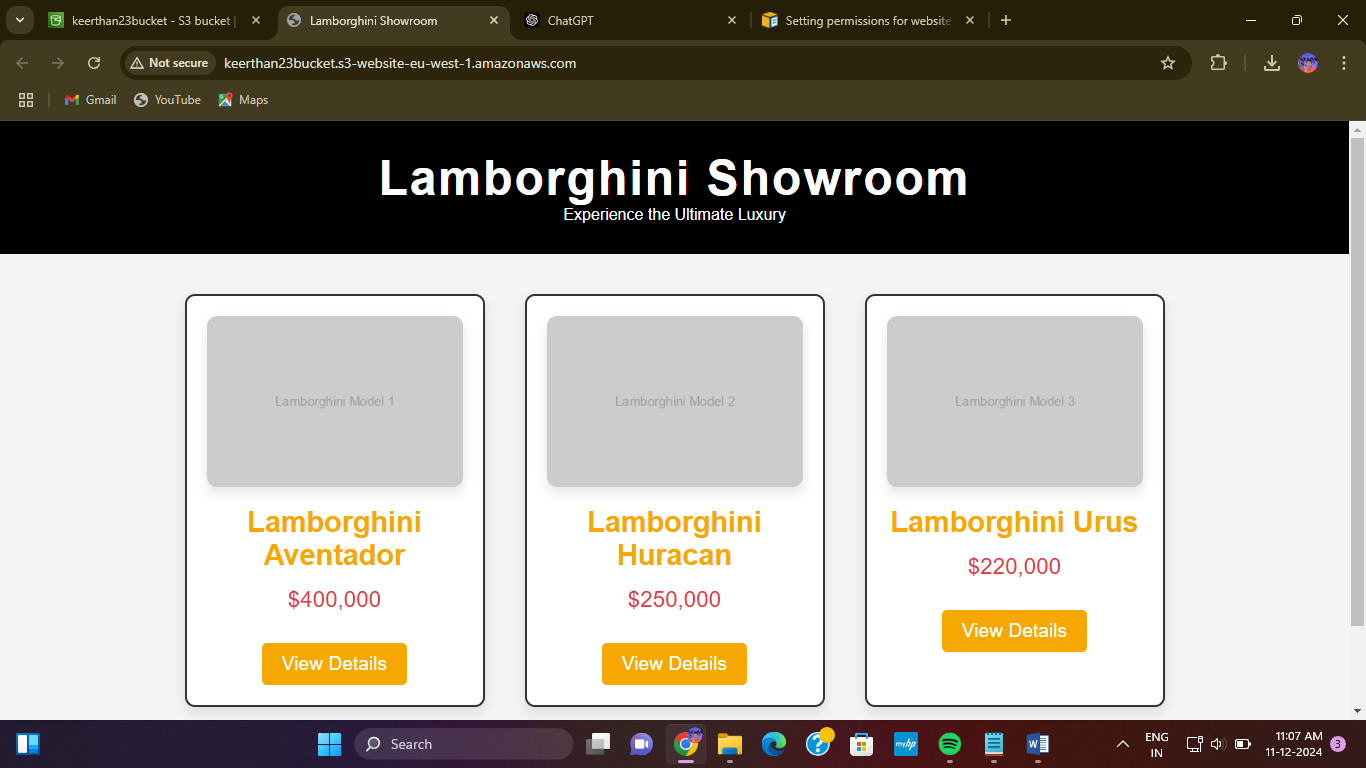 keerthan23bucket - S3 bucket
Lamborghini Showroom
ChatGPT
Setting permissions for website
Not secure
keerthan23bucket.s3-website-eu-west-1.amazonaws.com
Gmail
YouTube
Maps
Lamborghini Showroom
Experience the Ultimate Luxury
Lamborghini Model 1
Lamborghini
Aventador
$400,000
View Details
Lamborghini Model 2
Lamborghini
Huracan
$250,000
View Details
Lamborghini Model 3
Lamborghini Urus
$220,000
View Details
Search
myhp
ENG
IN
11:07 AM
11-12-2024
3